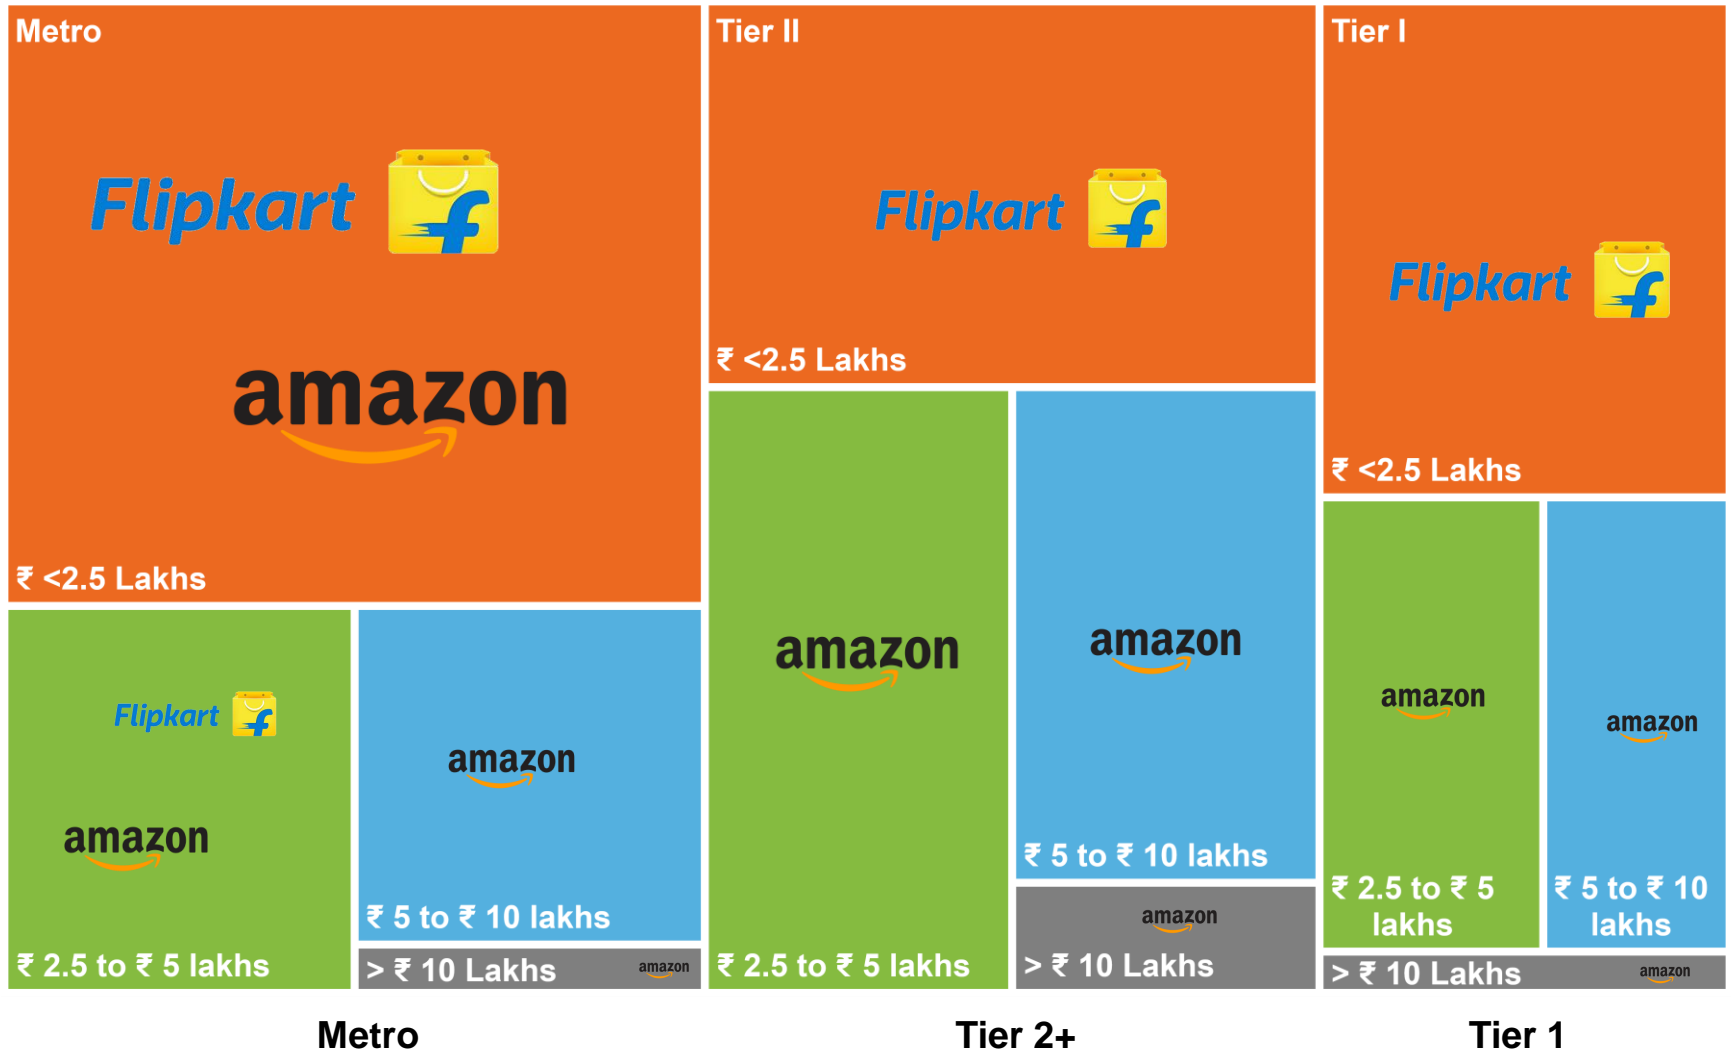 Metro
Flipkart
amazon
₹ <2.5 Lakhs
Flipkart
amazon
₹ 2.5 to ₹ 5 lakhs
amazon
₹ 5 to ₹ 10 lakhs
> ₹ 10 Lakhs
amazon
Tier II
Flipkart
₹ <2.5 Lakhs
amazon
₹ 2.5 to ₹ 5 lakhs
amazon
₹ 5 to ₹ 10 lakhs
amazon
> ₹ 10 Lakhs
Tier I
Flipkart
₹ <2.5 Lakhs
amazon
₹ 2.5 to ₹ 5
lakhs
amazon
₹ 5 to ₹ 10
lakhs
> ₹ 10 Lakhs
amazon
Metro
Tier 2+
Tier 1